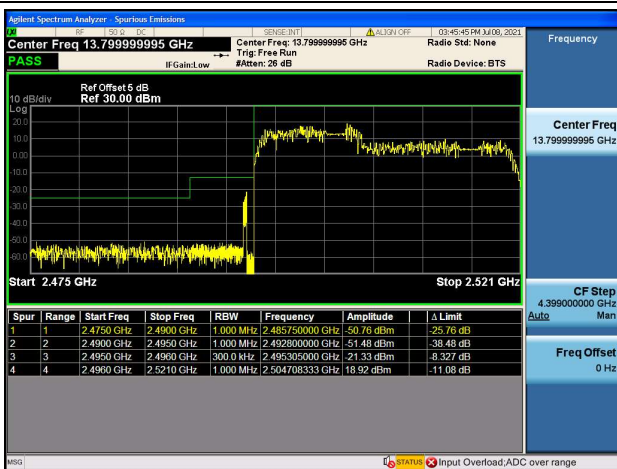 Agilent Spectrum Analyzer - Spurious Emissions
RF 50 Ω DC SENSE:INT ALIGN OFF 03:45:45 PM Jul 08, 2021
Center Freq 13.799999995 GHz Center Freq: 13.799999995 GHz Radio Std: None Frequency
Trig: Free Run
PASS IFGain:Low #Atten: 26 dB Radio Device: BTS
Ref Offset 5 dB
10 dB/div Ref 30.00 dBm
Log
20.0
10.0
0.00
-10.0
-20.0
-30.0
-40.0
-50.0
-60.0
Center Freq
13.799999995 GHz
Start 2.475 GHz Stop 2.521 GHz
CF Step
4.399000000 GHz
Auto Man
Freq Offset
0 Hz
Spur Range Start Freq Stop Freq RBW Frequency Amplitude Δ Limit
1 1 2.4750 GHz 2.4900 GHz 1.000 MHz 2.485750000 GHz -50.76 dBm -25.76 dB
2 2 2.4900 GHz 2.4950 GHz 1.000 MHz 2.492800000 GHz -51.48 dBm -38.48 dB
3 3 2.4950 GHz 2.4960 GHz 300.0 kHz 2.495305000 GHz -21.33 dBm -8.327 dB
4 4 2.4960 GHz 2.5210 GHz 1.000 MHz 2.504708333 GHz 18.92 dBm -11.08 dB
MSG STATUS Input Overload;ADC over range